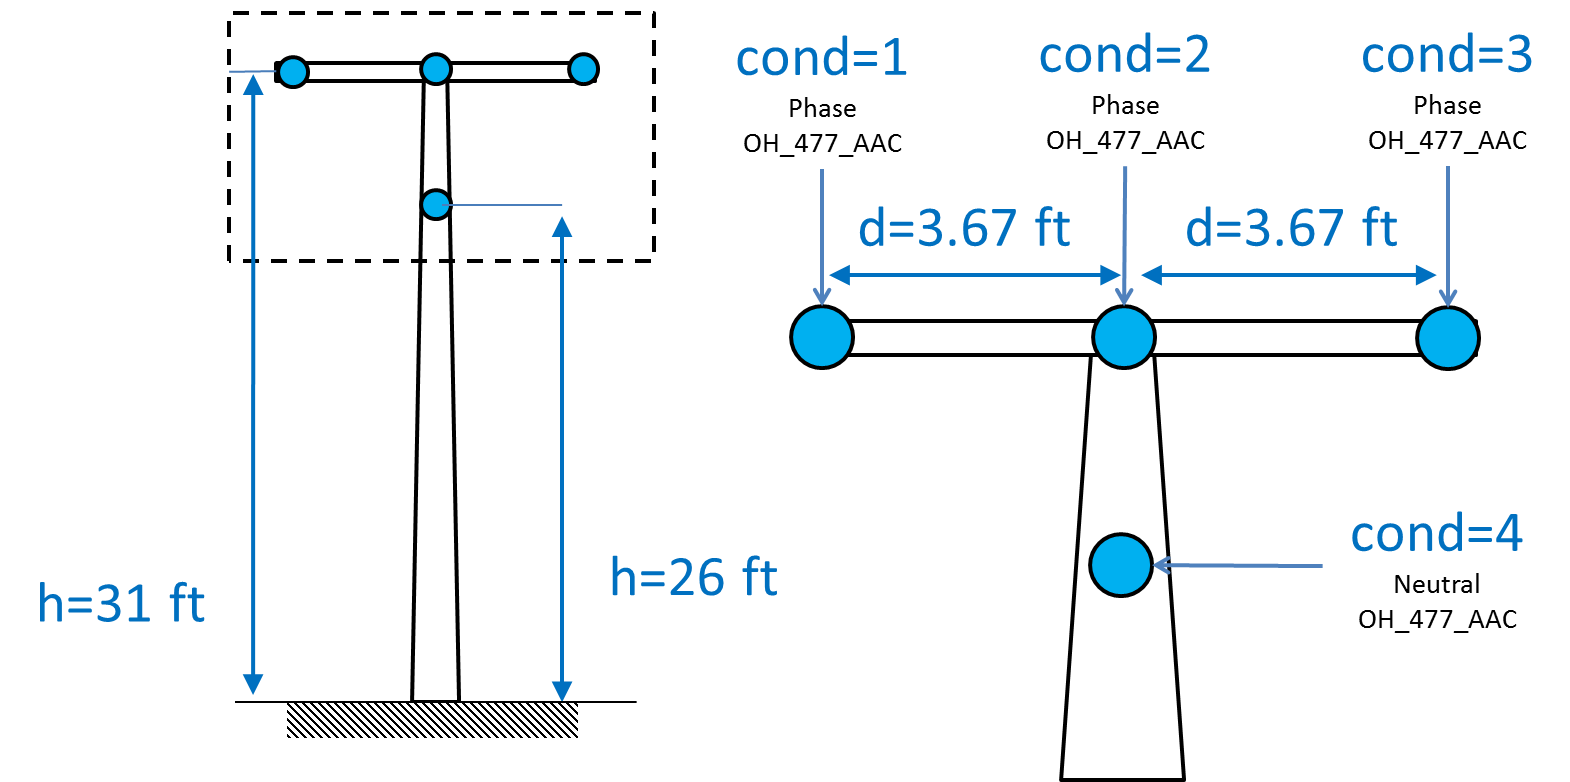 cond=1
Phase
OH_477_AAC
cond=2
Phase
OH_477_AAC
cond=3
Phase
OH_477_AAC
d=3.67 ft
d=3.67 ft
h=31 ft
h=26 ft
cond=4
Neutral
OH_477_AAC